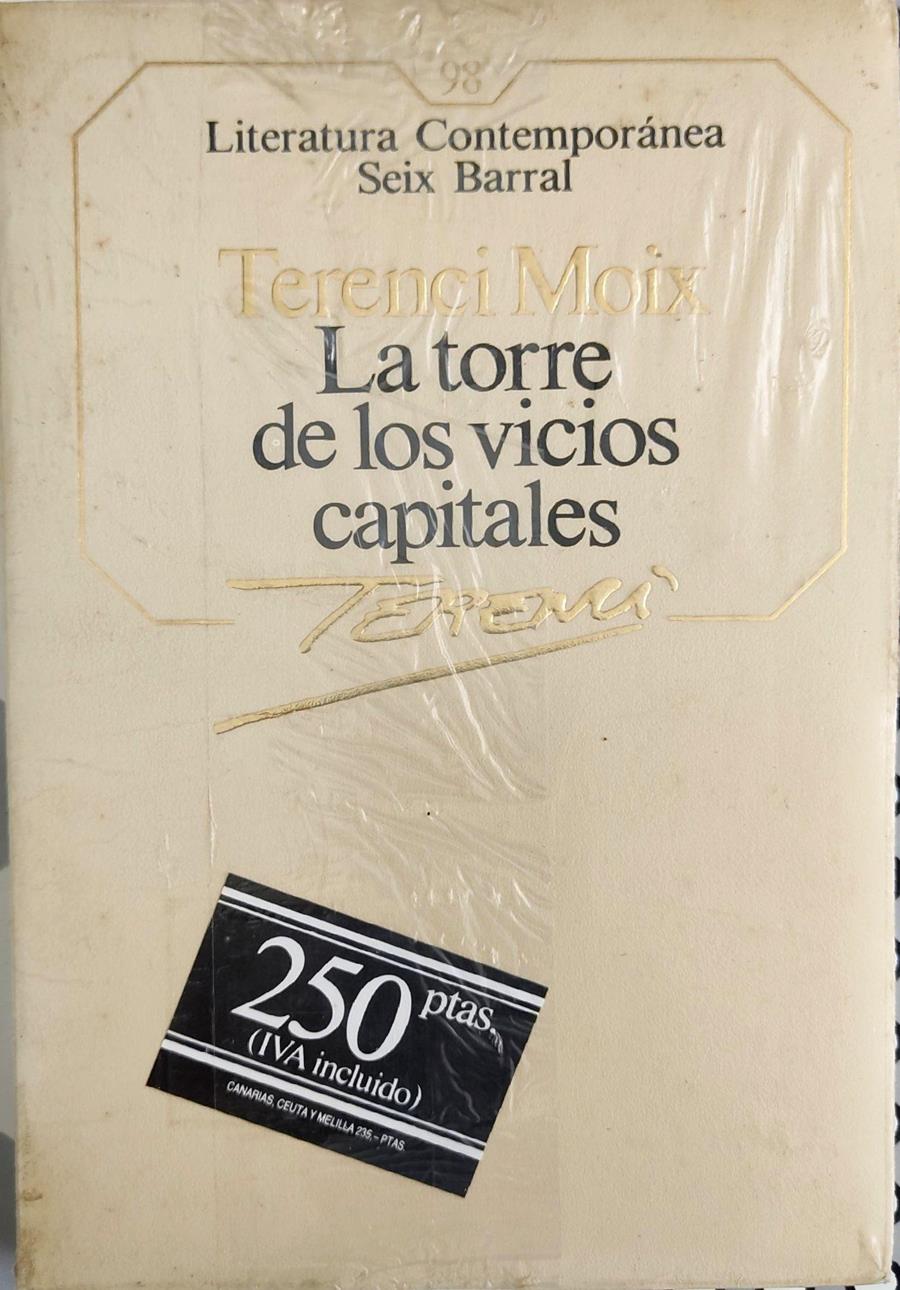 98
Literatura Contemporánea
Seix Barral
Terenci Moix
La torre
de los vicios
capitales
TERENCI
250 ptas.
(IVA incluido)
CANARIAS, CEUTA Y MELILLA 235,- PTAS.